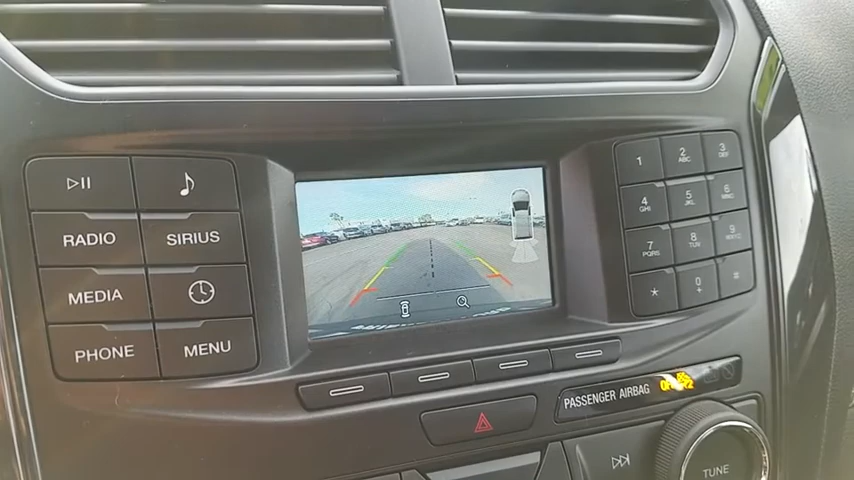 RADIO
SIRIUS
MEDIA
PHONE
MENU
1
2
ABC
3
DEF
4
GHI
5
JKL
6
MNO
7
PQRS
8
TUV
9
WXYZ
*
0
PASSENGER AIRBAG
TUNE